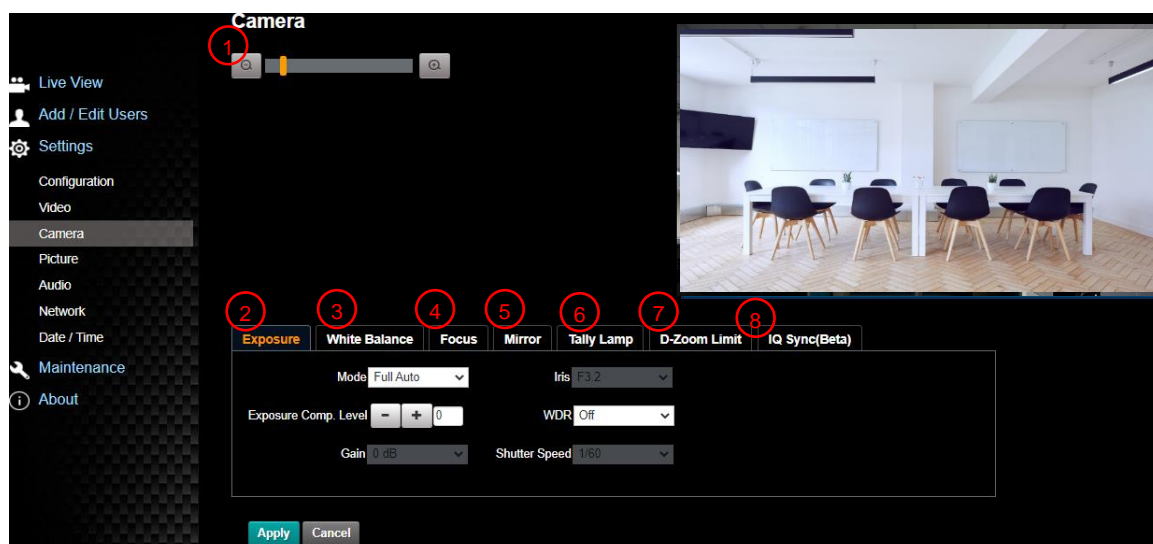 Camera
1
Live View
Add / Edit Users
Settings
Configuration
Video
Camera
Picture
Audio
Network
Date / Time
Maintenance
About
2 3 4 5 6 7 8
Exposure White Balance Focus Mirror Tally Lamp D-Zoom Limit IQ Sync(Beta)
Mode Full Auto Iris F3.2
Exposure Comp. Level - + 0 WDR Off
Gain 0 dB Shutter Speed 1/60
Apply Cancel